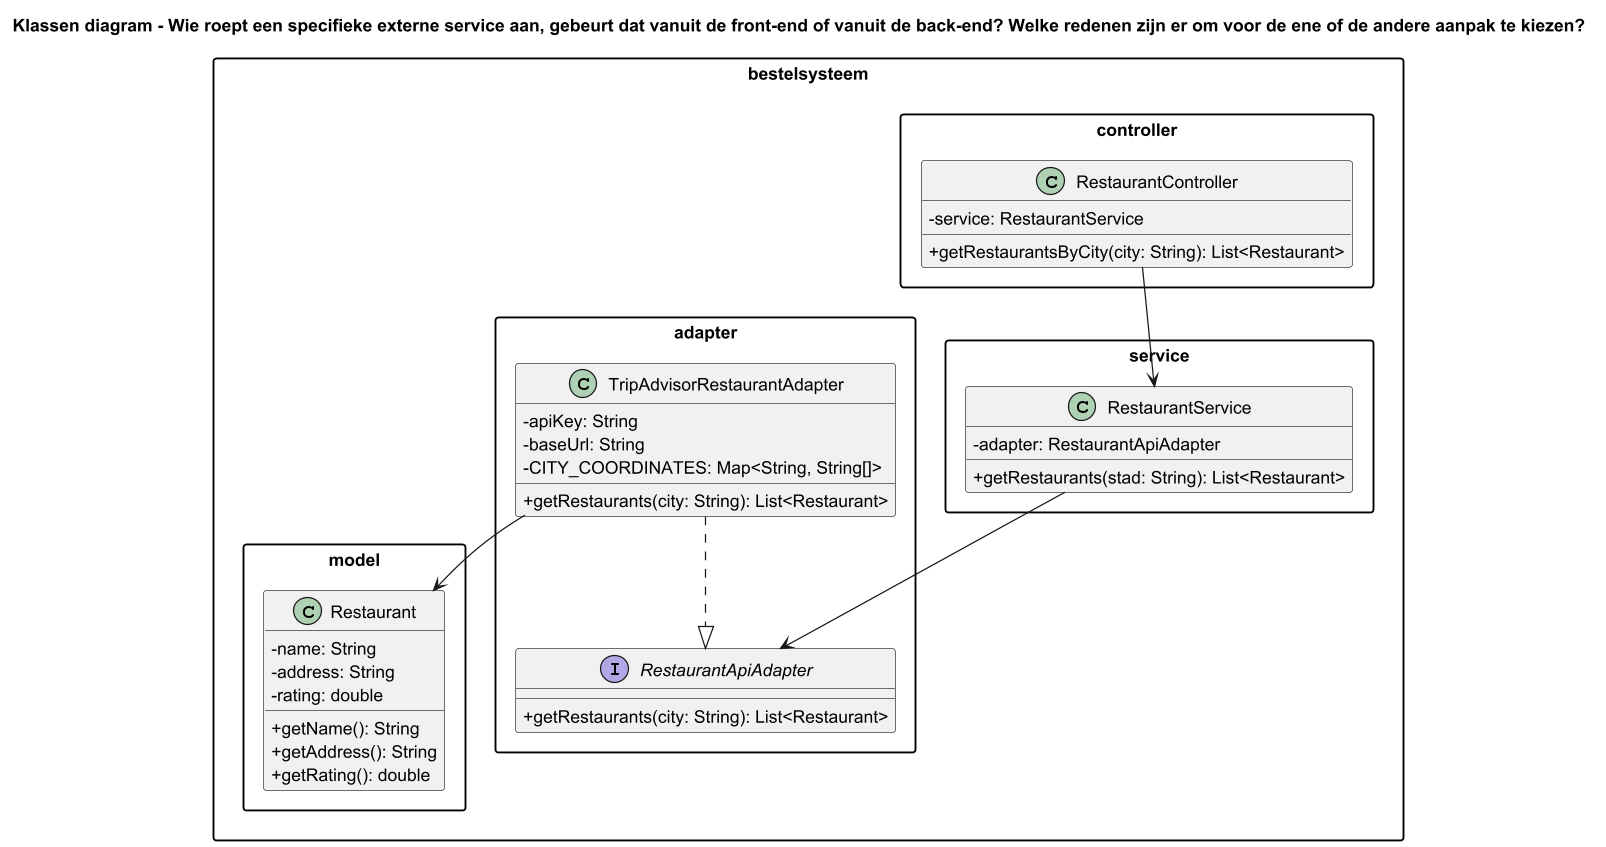 Klassen diagram - Wie roept een specifieke externe service aan, gebeurt dat vanuit de front-end of vanuit de back-end? Welke redenen zijn er om voor de ene of de andere aanpak te kiezen?
bestelsysteem
controller
C RestaurantController
-service: RestaurantService
+getRestaurantsByCity(city: String): List<Restaurant>
adapter
C TripAdvisorRestaurantAdapter
-apiKey: String
-baseUrl: String
-CITY_COORDINATES: Map<String, String[]>
+getRestaurants(city: String): List<Restaurant>
service
C RestaurantService
-adapter: RestaurantApiAdapter
+getRestaurants(stad: String): List<Restaurant>
model
C Restaurant
-name: String
-address: String
-rating: double
+getName(): String
+getAddress(): String
+getRating(): double
I RestaurantApiAdapter
+getRestaurants(city: String): List<Restaurant>